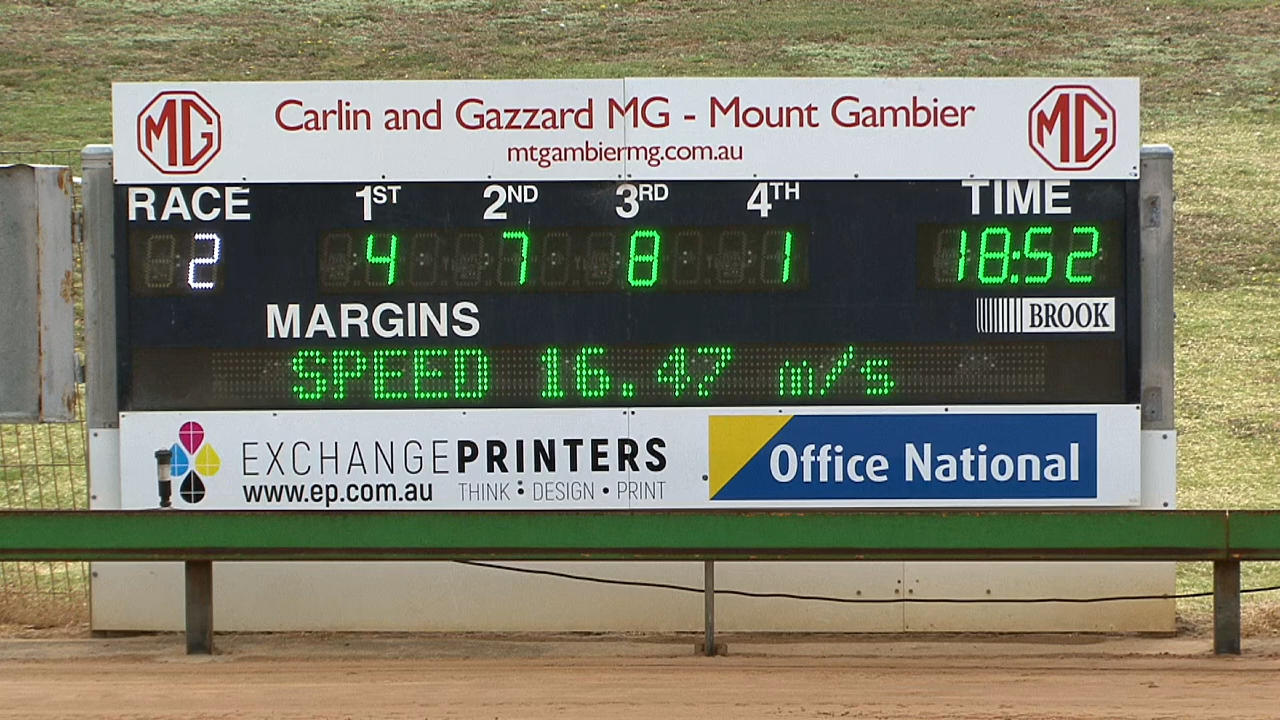 MG Carlin and Gazzard MG - Mount Gambier MG
mtgambiermg.com.au
RACE 1ST 2ND 3RD 4TH TIME
2 4 7 8 1 18:52
MARGINS BROOK
SPEED 16.47 m/s
EXCHANGEPRINTERS
www.ep.com.au THINK • DESIGN • PRINT
Office National